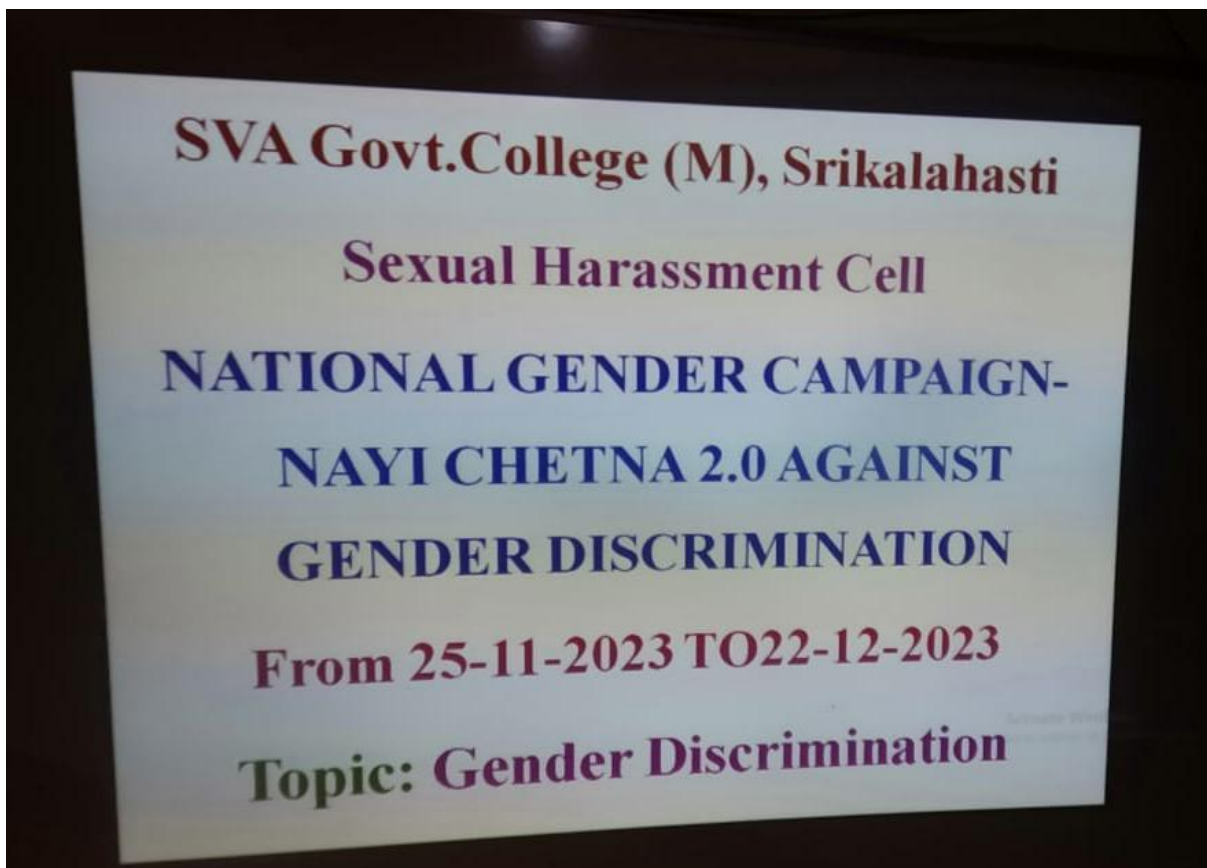 SVA Govt.College (M), Srikalahasti
Sexual Harassment Cell
NATIONAL GENDER CAMPAIGN-
NAYI CHETNA 2.0 AGAINST
GENDER DISCRIMINATION
From 25-11-2023 TO22-12-2023
Topic: Gender Discrimination